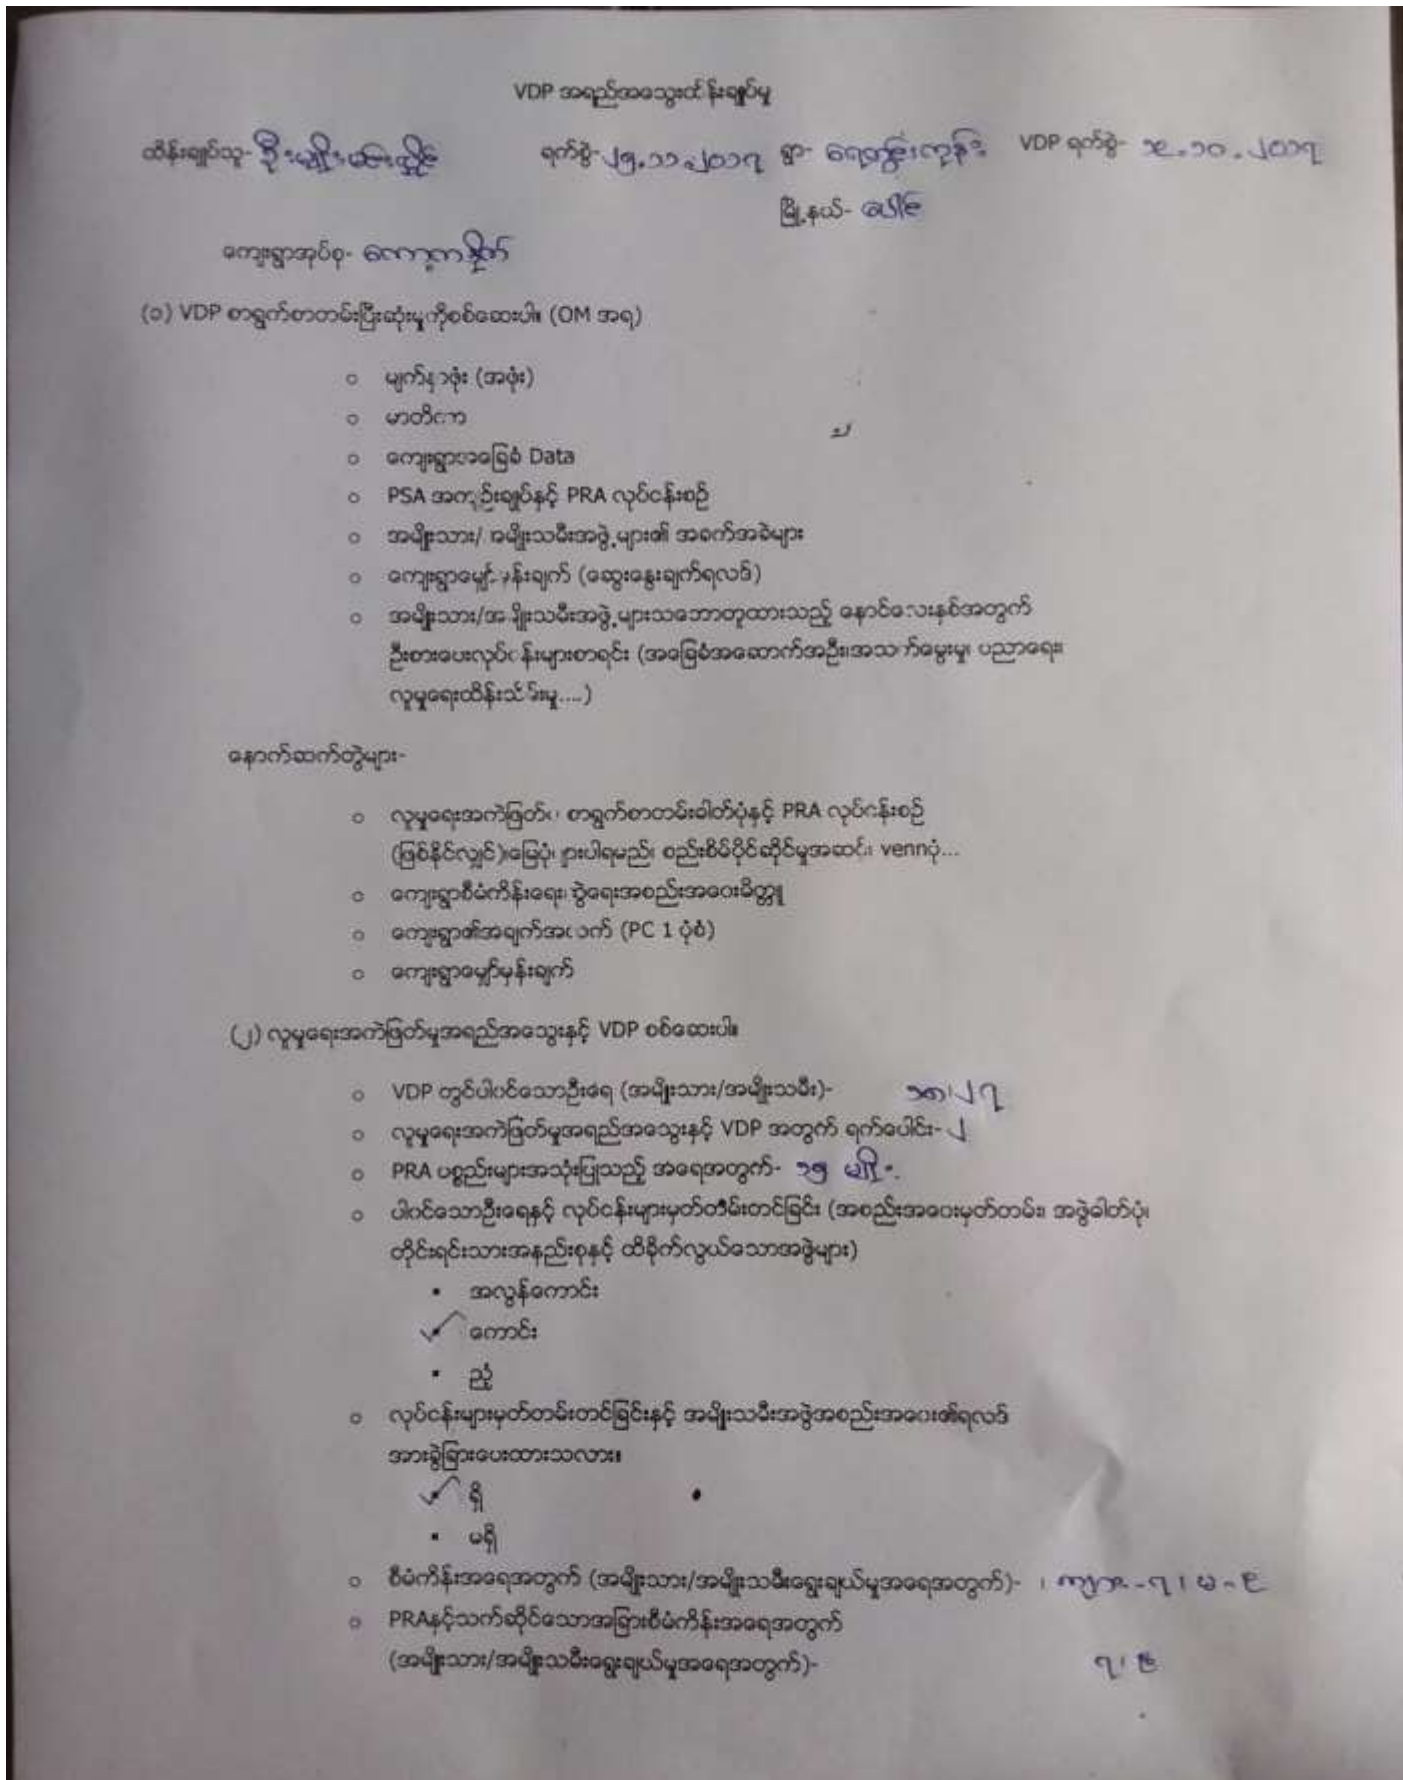 VDP အရည်အသွေးထိန်းချုပ်မှု
ထိန်းချုပ်သူ- ဦးမျိုးမင်းထိုင် ရက်စွဲ- ၂၅.၁၁.၂၀၁၇ ရွာ- ရေတွင်းကုန်း VDP ရက်စွဲ- ၁၉.၁၀.၂၀၁၇
မြို့နယ်- ပေါင်
ကျေးရွာအုပ်စု- ကော့ကနိုက်
(၁) VDP စာရွက်စာတမ်းပြီးဆုံးမှုကိုစစ်ဆေးပါ။ (OM အရ)
○ မျက်နှာဖုံး (အဖုံး)
○ မာတိကာ
○ ကျေးရွာအခြေခံ Data
○ PSA အကျဉ်းချုပ်နှင့် PRA လုပ်ငန်းစဉ်
○ အမျိုးသား/ အမျိုးသမီးအဖွဲ့များ၏ အခက်အခဲများ
○ ကျေးရွာမျှော်မှန်းချက် (ဆွေးနွေးချက်ရလဒ်)
○ အမျိုးသား/အမျိုးသမီးအဖွဲ့များသဘောတူထားသည့် နောင်လေးနှစ်အတွက်
ဦးစားပေးလုပ်ငန်းများစာရင်း (အခြေခံအဆောက်အဦး၊အသက်မွေးမှု၊ ပညာရေး၊
လူမှုရေးထိန်းသိမ်းမှု....)
နောက်ဆက်တွဲများ-
○ လူမှုရေးအကဲဖြတ်၊ စာရွက်စာတမ်းဓါတ်ပုံနှင့် PRA လုပ်ငန်းစဉ်
(ဖြစ်နိုင်လျှင်)၊မြေပုံ၊ များပါရမည်၊ စည်းစိမ်ပိုင်ဆိုင်မှုအဆင့်၊ vennပုံ...
○ ကျေးရွာစီမံကိန်းရေးဆွဲရေးအစည်းအဝေးမိတ္တူ
○ ကျေးရွာ၏အချက်အလက် (PC 1 ပုံစံ)
○ ကျေးရွာမျှော်မှန်းချက်
(၂) လူမှုရေးအကဲဖြတ်မှုအရည်အသွေးနှင့် VDP စစ်ဆေးပါ။
○ VDP တွင်ပါဝင်သောဦးရေ (အမျိုးသား/အမျိုးသမီး)- ၁၈၊၂၇
○ လူမှုရေးအကဲဖြတ်မှုအရည်အသွေးနှင့် VDP အတွက် ရက်ပေါင်း- ၂
○ PRA ပစ္စည်းများအသုံးပြုသည့် အရေအတွက်- ၁၅ မျိုး
○ ပါဝင်သောဦးရေနှင့် လုပ်ငန်းများမှတ်တမ်းတင်ခြင်း (အစည်းအဝေးမှတ်တမ်း၊ အဖွဲ့ဓါတ်ပုံ၊
တိုင်းရင်းသားအနည်းစုနှင့် ထိခိုက်လွယ်သောအဖွဲ့များ)
▪ အလွန်ကောင်း
✓ ကောင်း
▪ ညံ့
○ လုပ်ငန်းများမှတ်တမ်းတင်ခြင်းနှင့် အမျိုးသမီးအဖွဲ့အစည်းအဝေး၏ရလဒ်
အားခွဲခြားပေးထားသလား။
✓ ရှိ
▪ မရှိ
○ စီမံကိန်းအရေအတွက် (အမျိုးသား/အမျိုးသမီးရွေးချယ်မှုအရေအတွက်)- ၊ ကျား-၇၊ မ-၉
○ PRAနှင့်သက်ဆိုင်သောအခြားစီမံကိန်းအရေအတွက်
(အမျိုးသား/အမျိုးသမီးရွေးချယ်မှုအရေအတွက်)- ၇၊ ၉